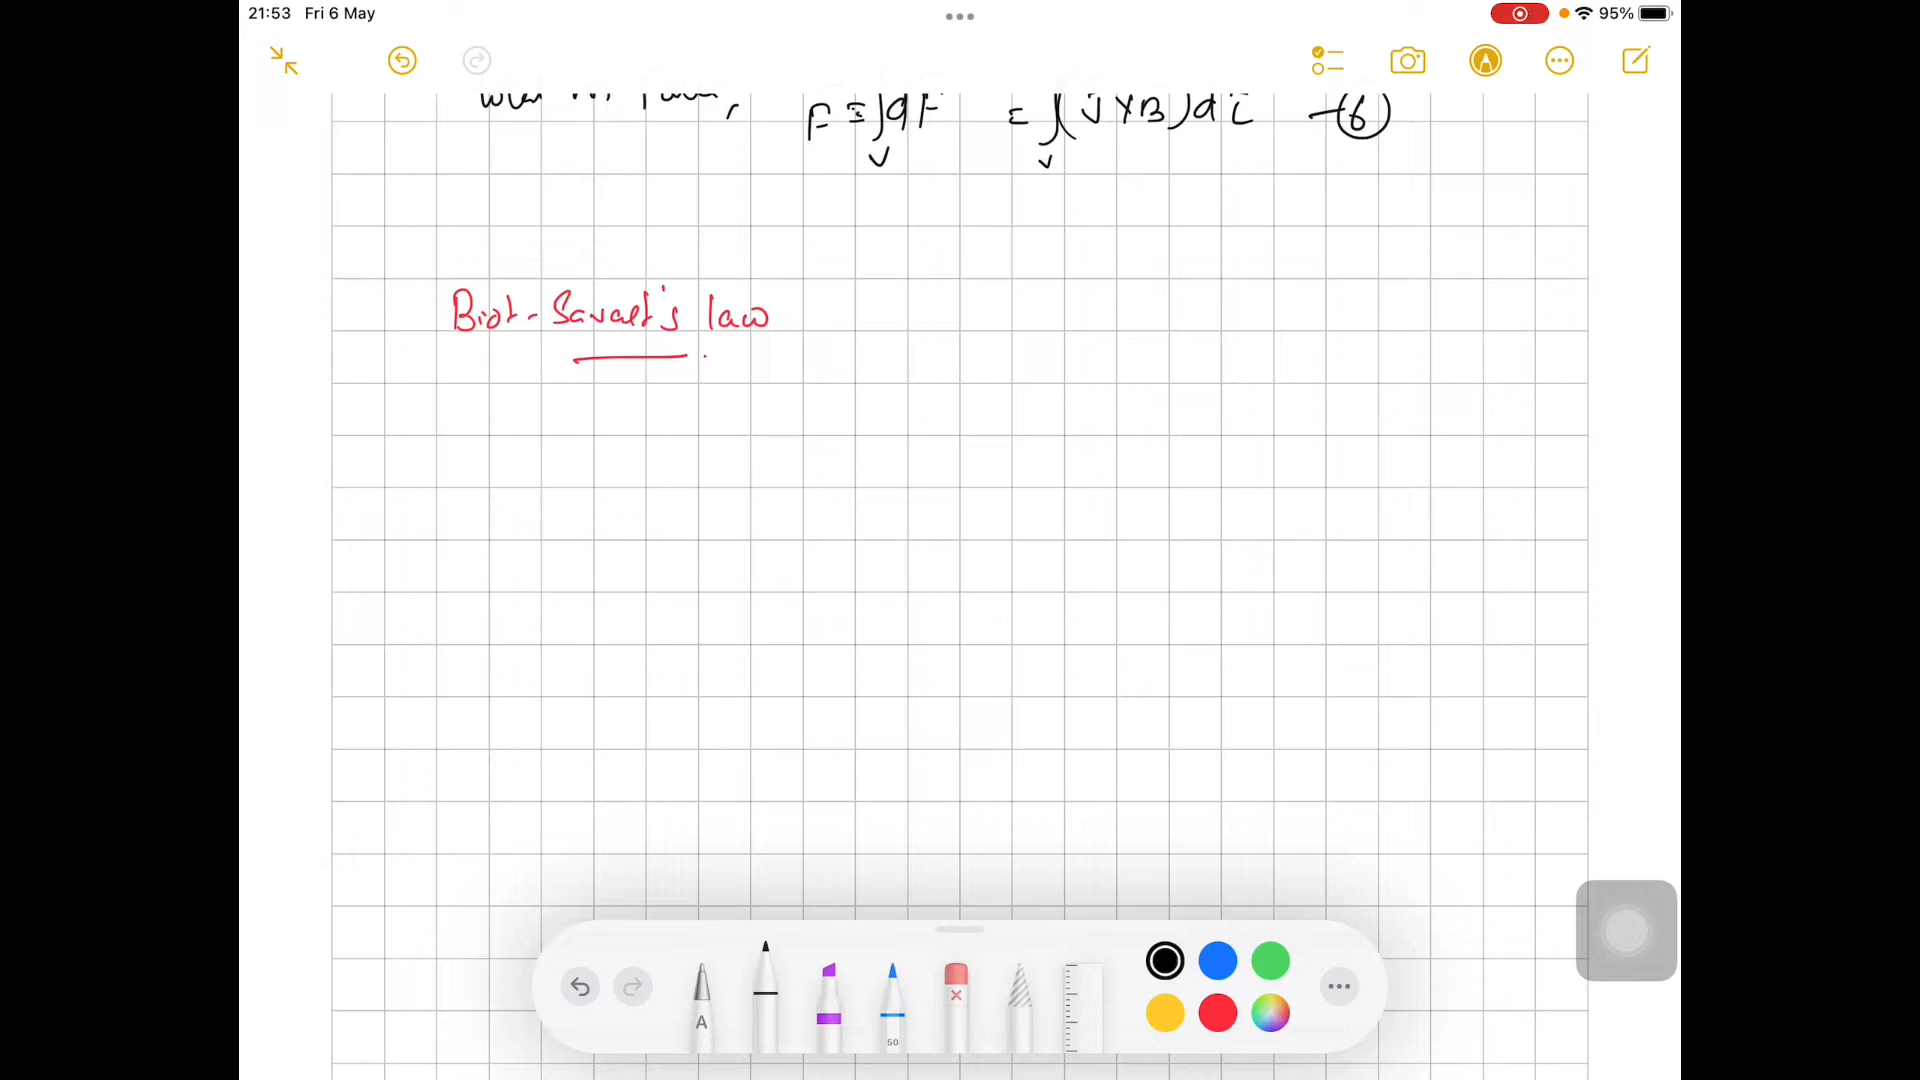 21:53 Fri 6 May 95%
F = ∫dF = ∫(J×B)dτ —(6)
V V
Biot-Savart's law
A
50